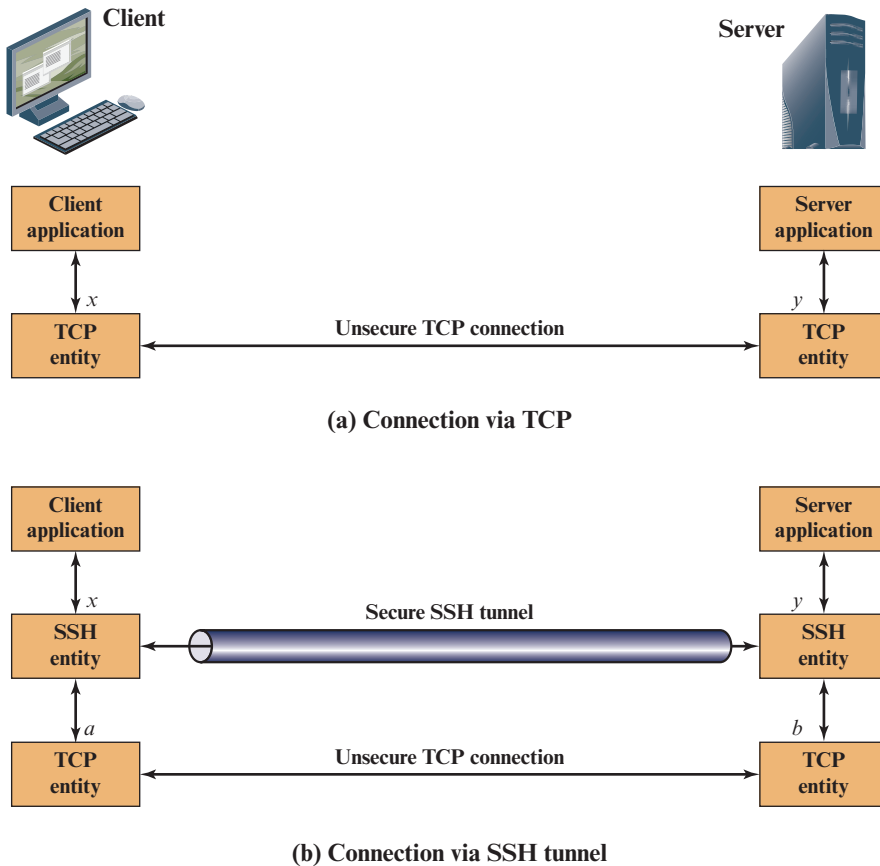 Client
Server
Client
application
Server
application
x
y
TCP
entity
Unsecure TCP connection
TCP
entity
(a) Connection via TCP
Client
application
Server
application
x
y
SSH
entity
Secure SSH tunnel
SSH
entity
a
b
TCP
entity
Unsecure TCP connection
TCP
entity
(b) Connection via SSH tunnel